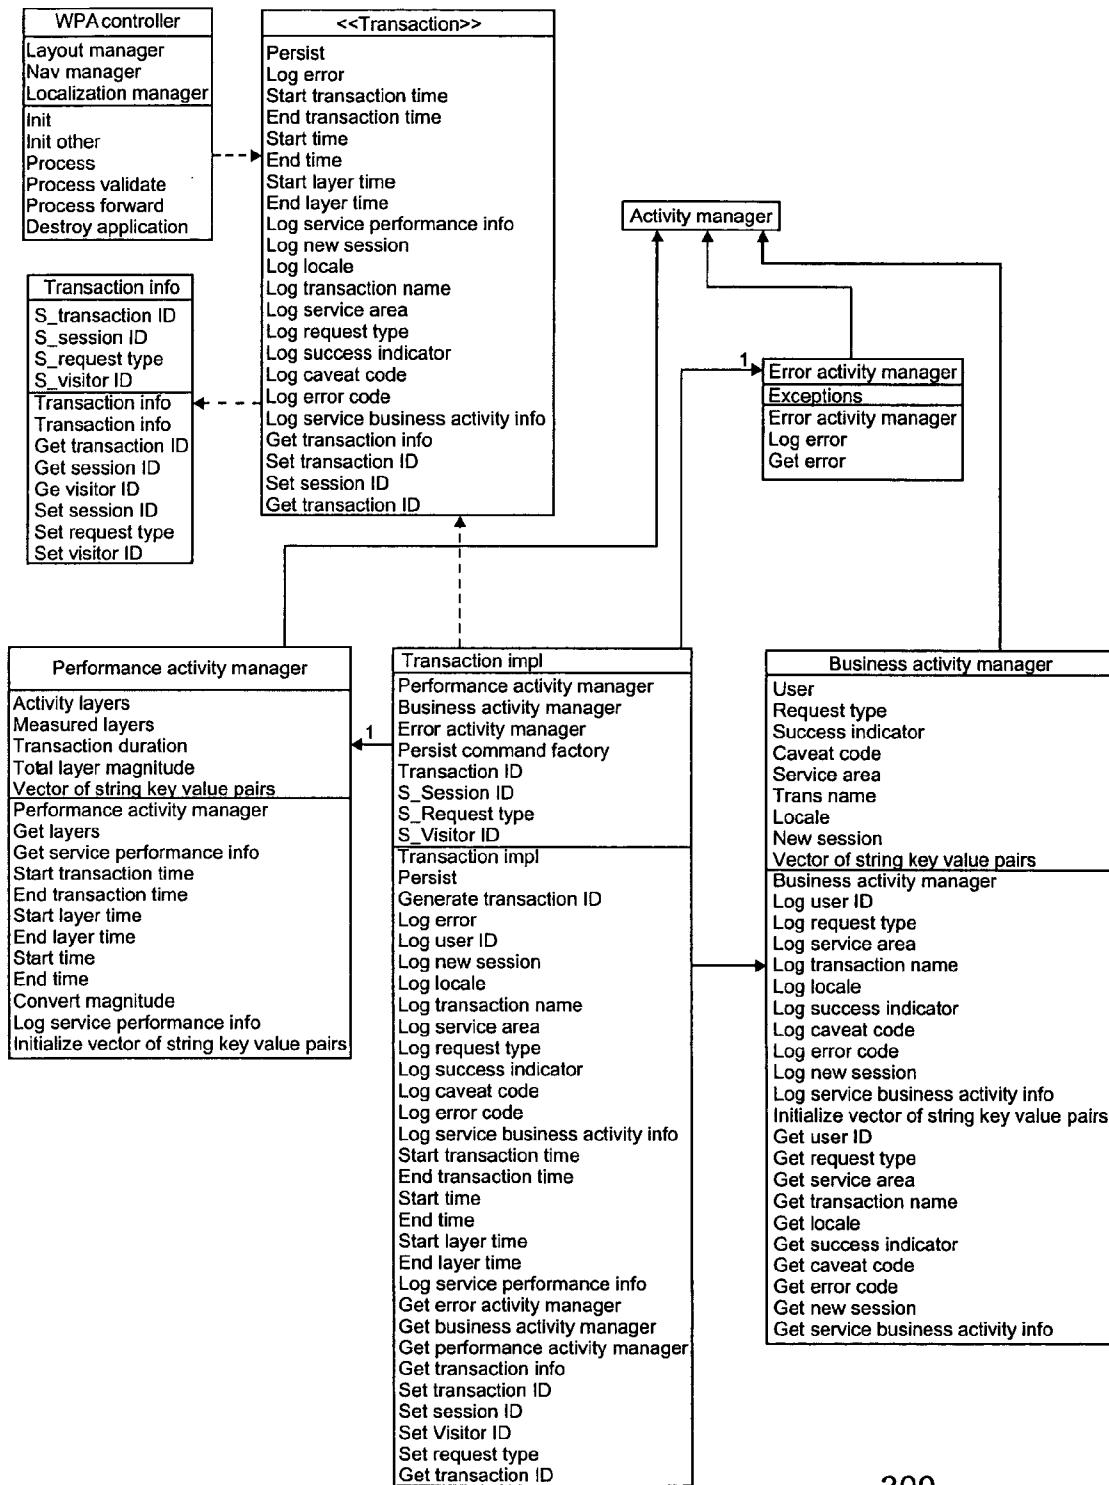 WPA controller
Layout manager
Nav manager
Localization manager
Init
Init other
Process
Process validate
Process forward
Destroy application
<<Transaction>>
Persist
Log error
Start transaction time
End transaction time
Start time
End time
Start layer time
End layer time
Log service performance info
Log new session
Log locale
Log transaction name
Log service area
Log request type
Log success indicator
Log caveat code
Log error code
Log service business activity info
Get transaction info
Set transaction ID
Set session ID
Get transaction ID
Transaction info
S_transaction ID
S_session ID
S_request type
S_visitor ID
Transaction info
Transaction info
Get transaction ID
Get session ID
Ge visitor ID
Set session ID
Set request type
Set visitor ID
Activity manager
1
Error activity manager
Exceptions
Error activity manager
Log error
Get error
Performance activity manager
Activity layers
Measured layers
Transaction duration
Total layer magnitude
Vector of string key value pairs
Performance activity manager
Get layers
Get service performance info
Start transaction time
End transaction time
Start layer time
End layer time
Start time
End time
Convert magnitude
Log service performance info
Initialize vector of string key value pairs
1
Transaction impl
Performance activity manager
Business activity manager
Error activity manager
Persist command factory
Transaction ID
S_Session ID
S_Request type
S_Visitor ID
Transaction impl
Persist
Generate transaction ID
Log error
Log user ID
Log new session
Log locale
Log transaction name
Log service area
Log request type
Log success indicator
Log caveat code
Log error code
Log service business activity info
Start transaction time
End transaction time
Start time
End time
Start layer time
End layer time
Log service performance info
Get error activity manager
Get business activity manager
Get performance activity manager
Get transaction info
Set transaction ID
Set session ID
Set Visitor ID
Set request type
Get transaction ID
Business activity manager
User
Request type
Success indicator
Caveat code
Service area
Trans name
Locale
New session
Vector of string key value pairs
Business activity manager
Log user ID
Log request type
Log service area
Log transaction name
Log locale
Log success indicator
Log caveat code
Log error code
Log new session
Log service business activity info
Initialize vector of string key value pairs
Get user ID
Get request type
Get service area
Get transaction name
Get locale
Get success indicator
Get caveat code
Get error code
Get new session
Get service business activity info